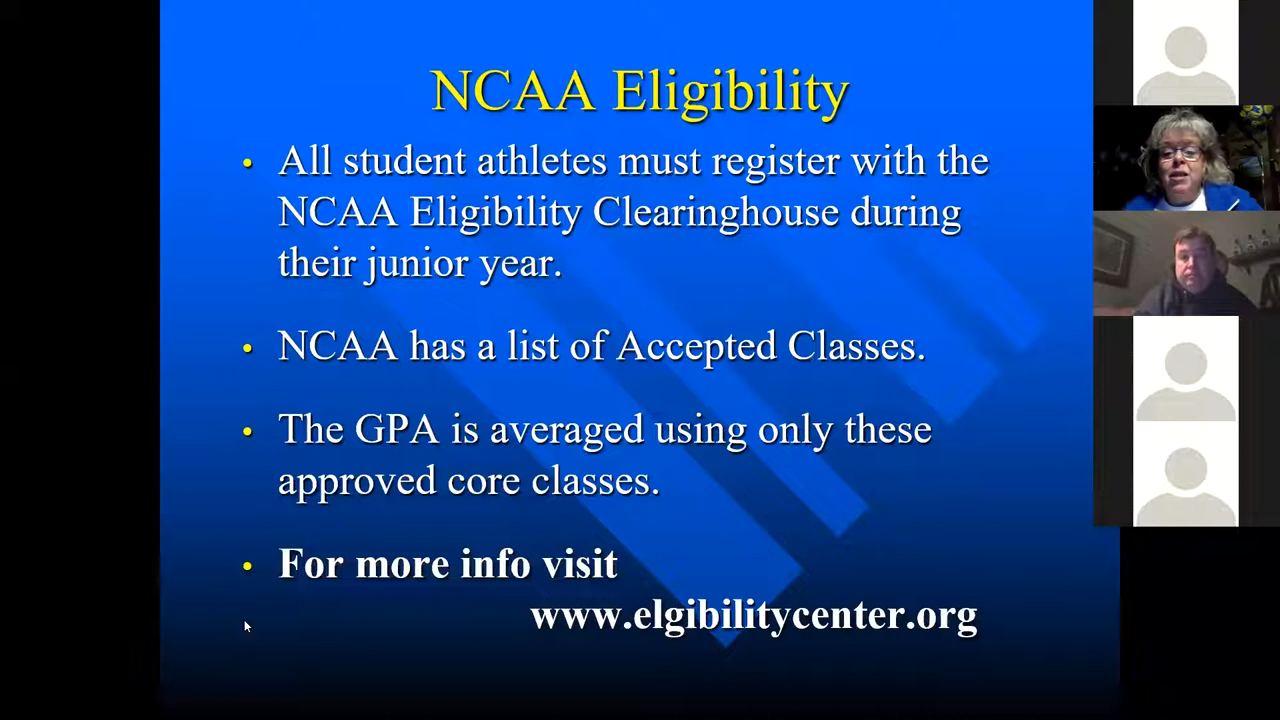 NCAA Eligibility
• All student athletes must register with the
NCAA Eligibility Clearinghouse during
their junior year.
• NCAA has a list of Accepted Classes.
• The GPA is averaged using only these
approved core classes.
• For more info visit
www.elgibilitycenter.org